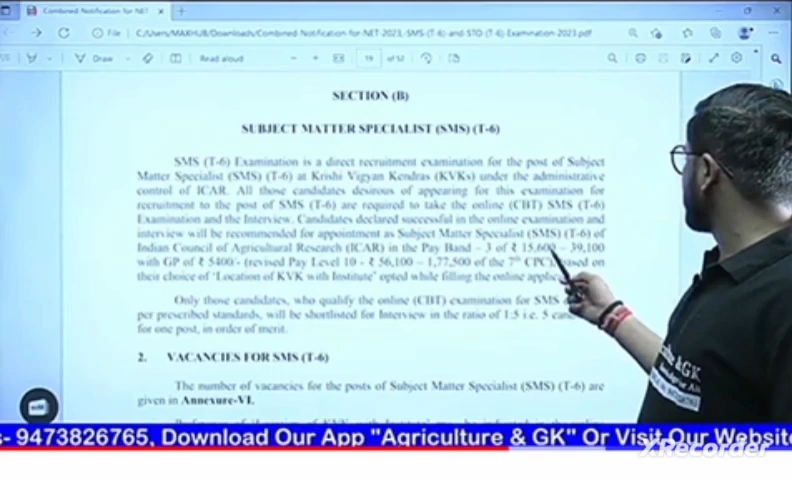 Combined Notification for NET
File C:/Users/MAKHUB/Downloads/Combined Notification for NET-2023, SMS (T-6) and STO (T-6) Examination-2023.pdf
Draw Read aloud 19 of 52
SECTION (B)
SUBJECT MATTER SPECIALIST (SMS) (T-6)
SMS (T-6) Examination is a direct recruitment examination for the post of Subject
Matter Specialist (SMS) (T-6) at Krishi Vigyan Kendras (KVKs) under the administrative
control of ICAR. All those candidates desirous of appearing for this examination for
recruitment to the post of SMS (T-6) are required to take the online (CBT) SMS (T-6)
Examination and the Interview. Candidates declared successful in the online examination and
interview will be recommended for appointment as Subject Matter Specialist (SMS) (T-6) of
Indian Council of Agricultural Research (ICAR) in the Pay Band – 3 of ₹ 15,600 – 39,100
with GP of ₹ 5400/- (revised Pay Level 10 - ₹ 56,100 – 1,77,500 of the 7th CPC), based on
their choice of 'Location of KVK with Institute' opted while filling the online
Only those candidates, who qualify the online (CBT) examination for SMS
per prescribed standards, will be shortlisted for Interview in the ratio of 1:5 i.e. 5
for one post, in order of merit.
2. VACANCIES FOR SMS (T-6)
The number of vacancies for the posts of Subject Matter Specialist (SMS) (T-6) are
given in Annexure-VI.
s- 9473826765, Download Our App "Agriculture & GK" Or Visit Our Website
XRecorder